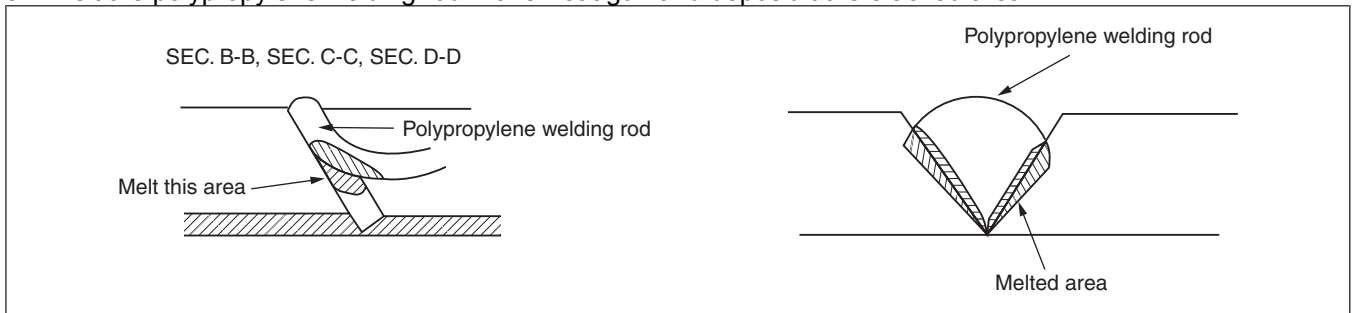 SEC. B-B, SEC. C-C, SEC. D-D
Polypropylene welding rod
Melt this area
Polypropylene welding rod
Melted area